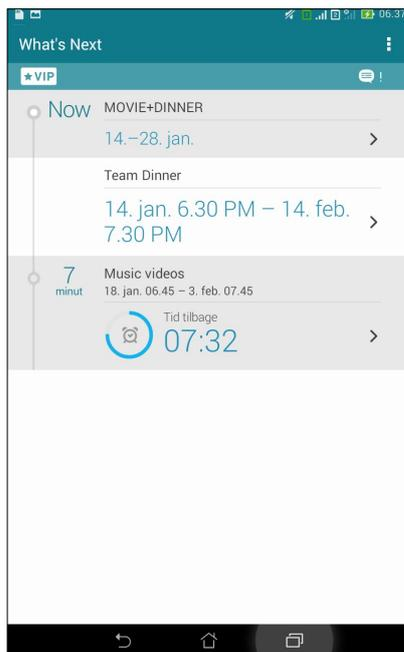 06.37
What's Next
★VIP
!
Now
MOVIE+DINNER
14.–28. jan.
Team Dinner
14. jan. 6.30 PM – 14. feb.
7.30 PM
7
minut
Music videos
18. jan. 06.45 – 3. feb. 07.45
Tid tilbage
07:32